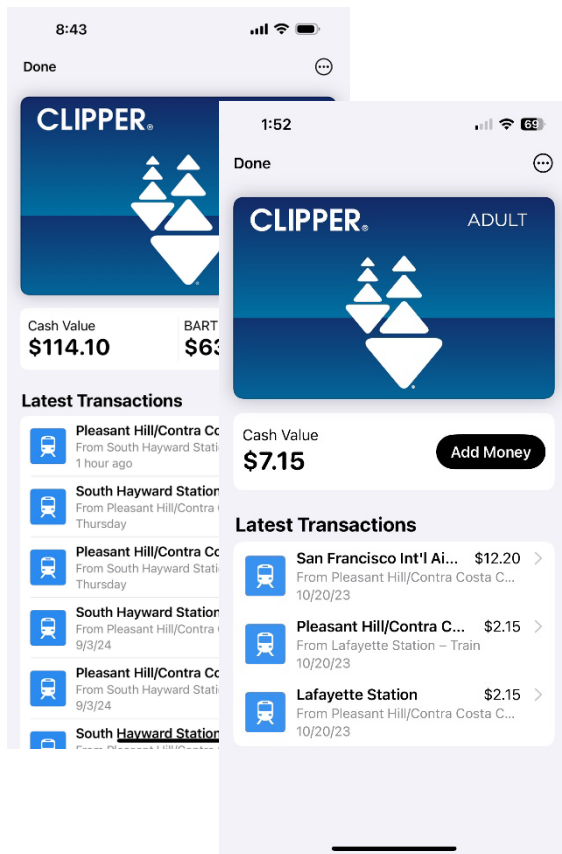 8:43
Done
CLIPPER®
Cash Value
BART
$114.10
$63
Latest Transactions
Pleasant Hill/Contra Co
From South Hayward Stati
1 hour ago
South Hayward Station
From Pleasant Hill/Contra
Thursday
Pleasant Hill/Contra Co
From South Hayward Stati
Thursday
South Hayward Station
From Pleasant Hill/Contra
9/3/24
Pleasant Hill/Contra Co
From South Hayward Stati
9/3/24
South Hayward Station
1:52
69
Done
CLIPPER®
ADULT
Cash Value
$7.15
Add Money
Latest Transactions
San Francisco Int'l Ai... $12.20
From Pleasant Hill/Contra Costa C...
10/20/23
Pleasant Hill/Contra C... $2.15
From Lafayette Station – Train
10/20/23
Lafayette Station $2.15
From Pleasant Hill/Contra Costa C...
10/20/23